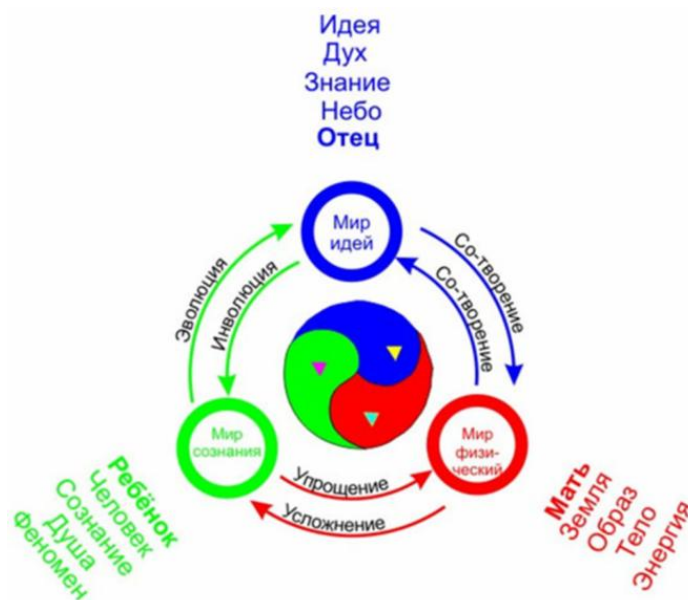 Идея
Дух
Знание
Небо
Отец
Мир
идей
Эволюция
Инволюция
Со-творение
Со-творение
Мир
сознания
Мир
физи-
ческий
Упрощение
Усложнение
Ребёнок
Человек
Сознание
Душа
Феномен
Мать
Земля
Образ
Тело
Энергия